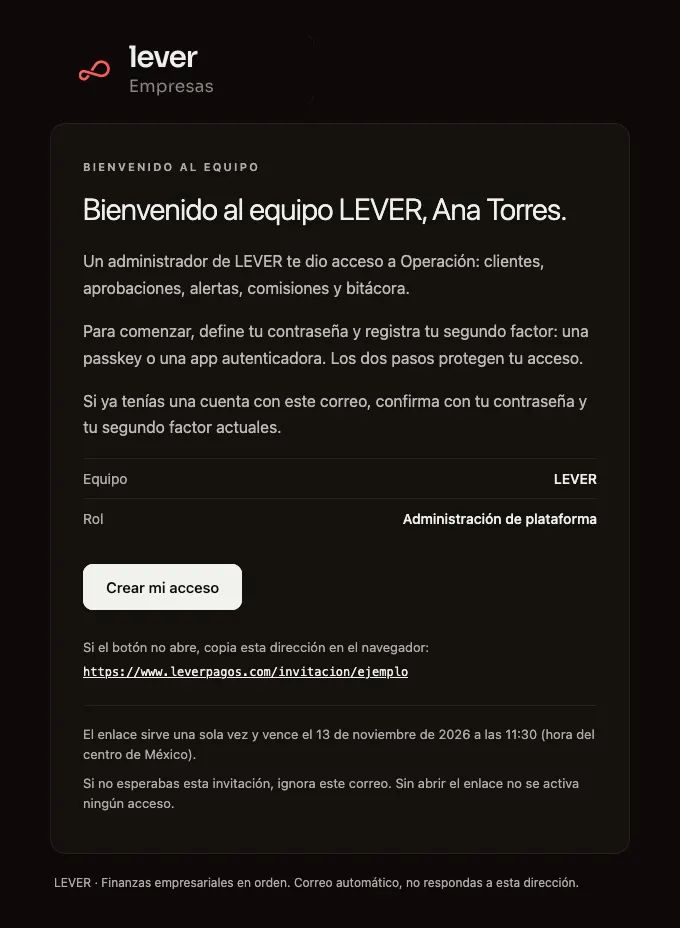 lever
Empresas
BIENVENIDO AL EQUIPO
Bienvenido al equipo LEVER, Ana Torres.
Un administrador de LEVER te dio acceso a Operación: clientes,
aprobaciones, alertas, comisiones y bitácora.
Para comenzar, define tu contraseña y registra tu segundo factor: una
passkey o una app autenticadora. Los dos pasos protegen tu acceso.
Si ya tenías una cuenta con este correo, confirma con tu contraseña y
tu segundo factor actuales.
Equipo LEVER
Rol Administración de plataforma
Crear mi acceso
Si el botón no abre, copia esta dirección en el navegador:
https://www.leverpagos.com/invitacion/ejemplo
El enlace sirve una sola vez y vence el 13 de noviembre de 2026 a las 11:30 (hora del
centro de México).
Si no esperabas esta invitación, ignora este correo. Sin abrir el enlace no se activa
ningún acceso.
LEVER · Finanzas empresariales en orden. Correo automático, no respondas a esta dirección.